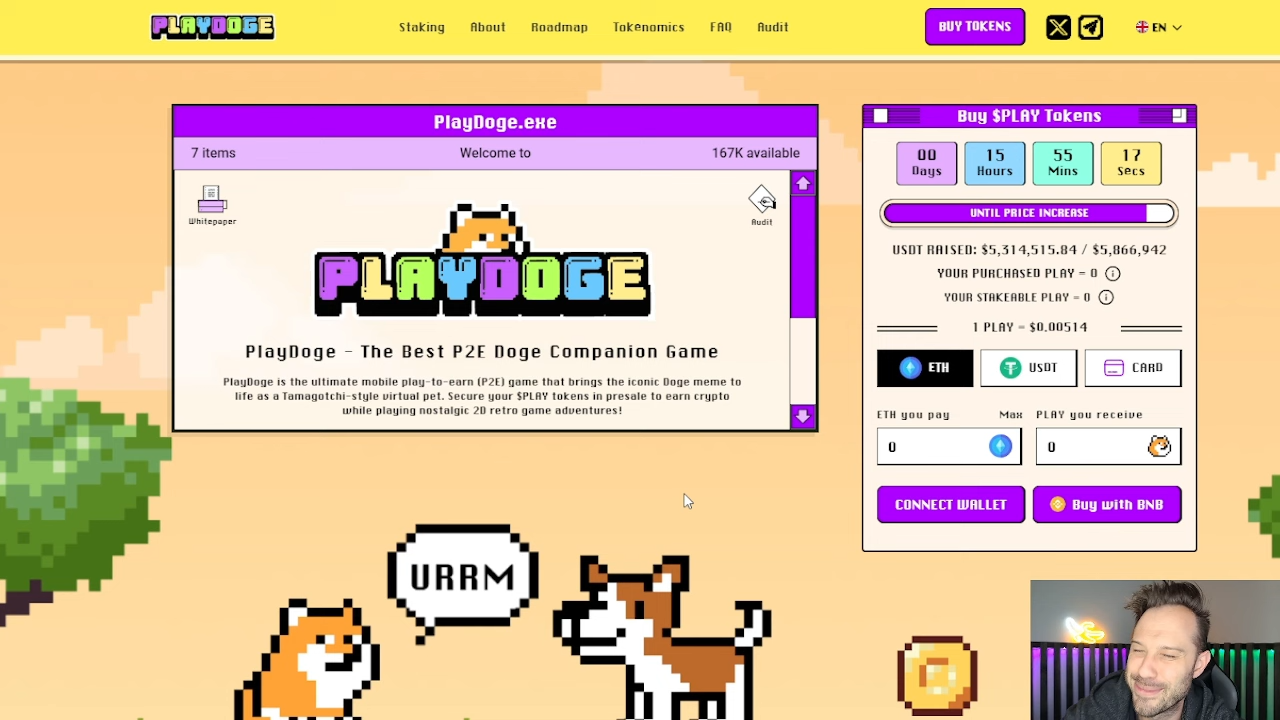 PLAYDOGE
Staking
About
Roadmap
Tokenomics
FAQ
Audit
BUY TOKENS
EN
PlayDoge.exe
7 items
Welcome to
167K available
Whitepaper
Audit
PLAYDOGE
PlayDoge - The Best P2E Doge Companion Game
PlayDoge is the ultimate mobile play-to-earn (P2E) game that brings the iconic Doge meme to
life as a Tamagotchi-style virtual pet. Secure your $PLAY tokens in presale to earn crypto
while playing nostalgic 2D retro game adventures!
URRM
Buy $PLAY Tokens
00 15 55 17
Days Hours Mins Secs
UNTIL PRICE INCREASE
USDT RAISED: $5,314,515.84 / $5,866,942
YOUR PURCHASED PLAY = 0
YOUR STAKEABLE PLAY = 0
1 PLAY = $0.00514
ETH
USDT
CARD
ETH you pay Max PLAY you receive
0 0
CONNECT WALLET
Buy with BNB